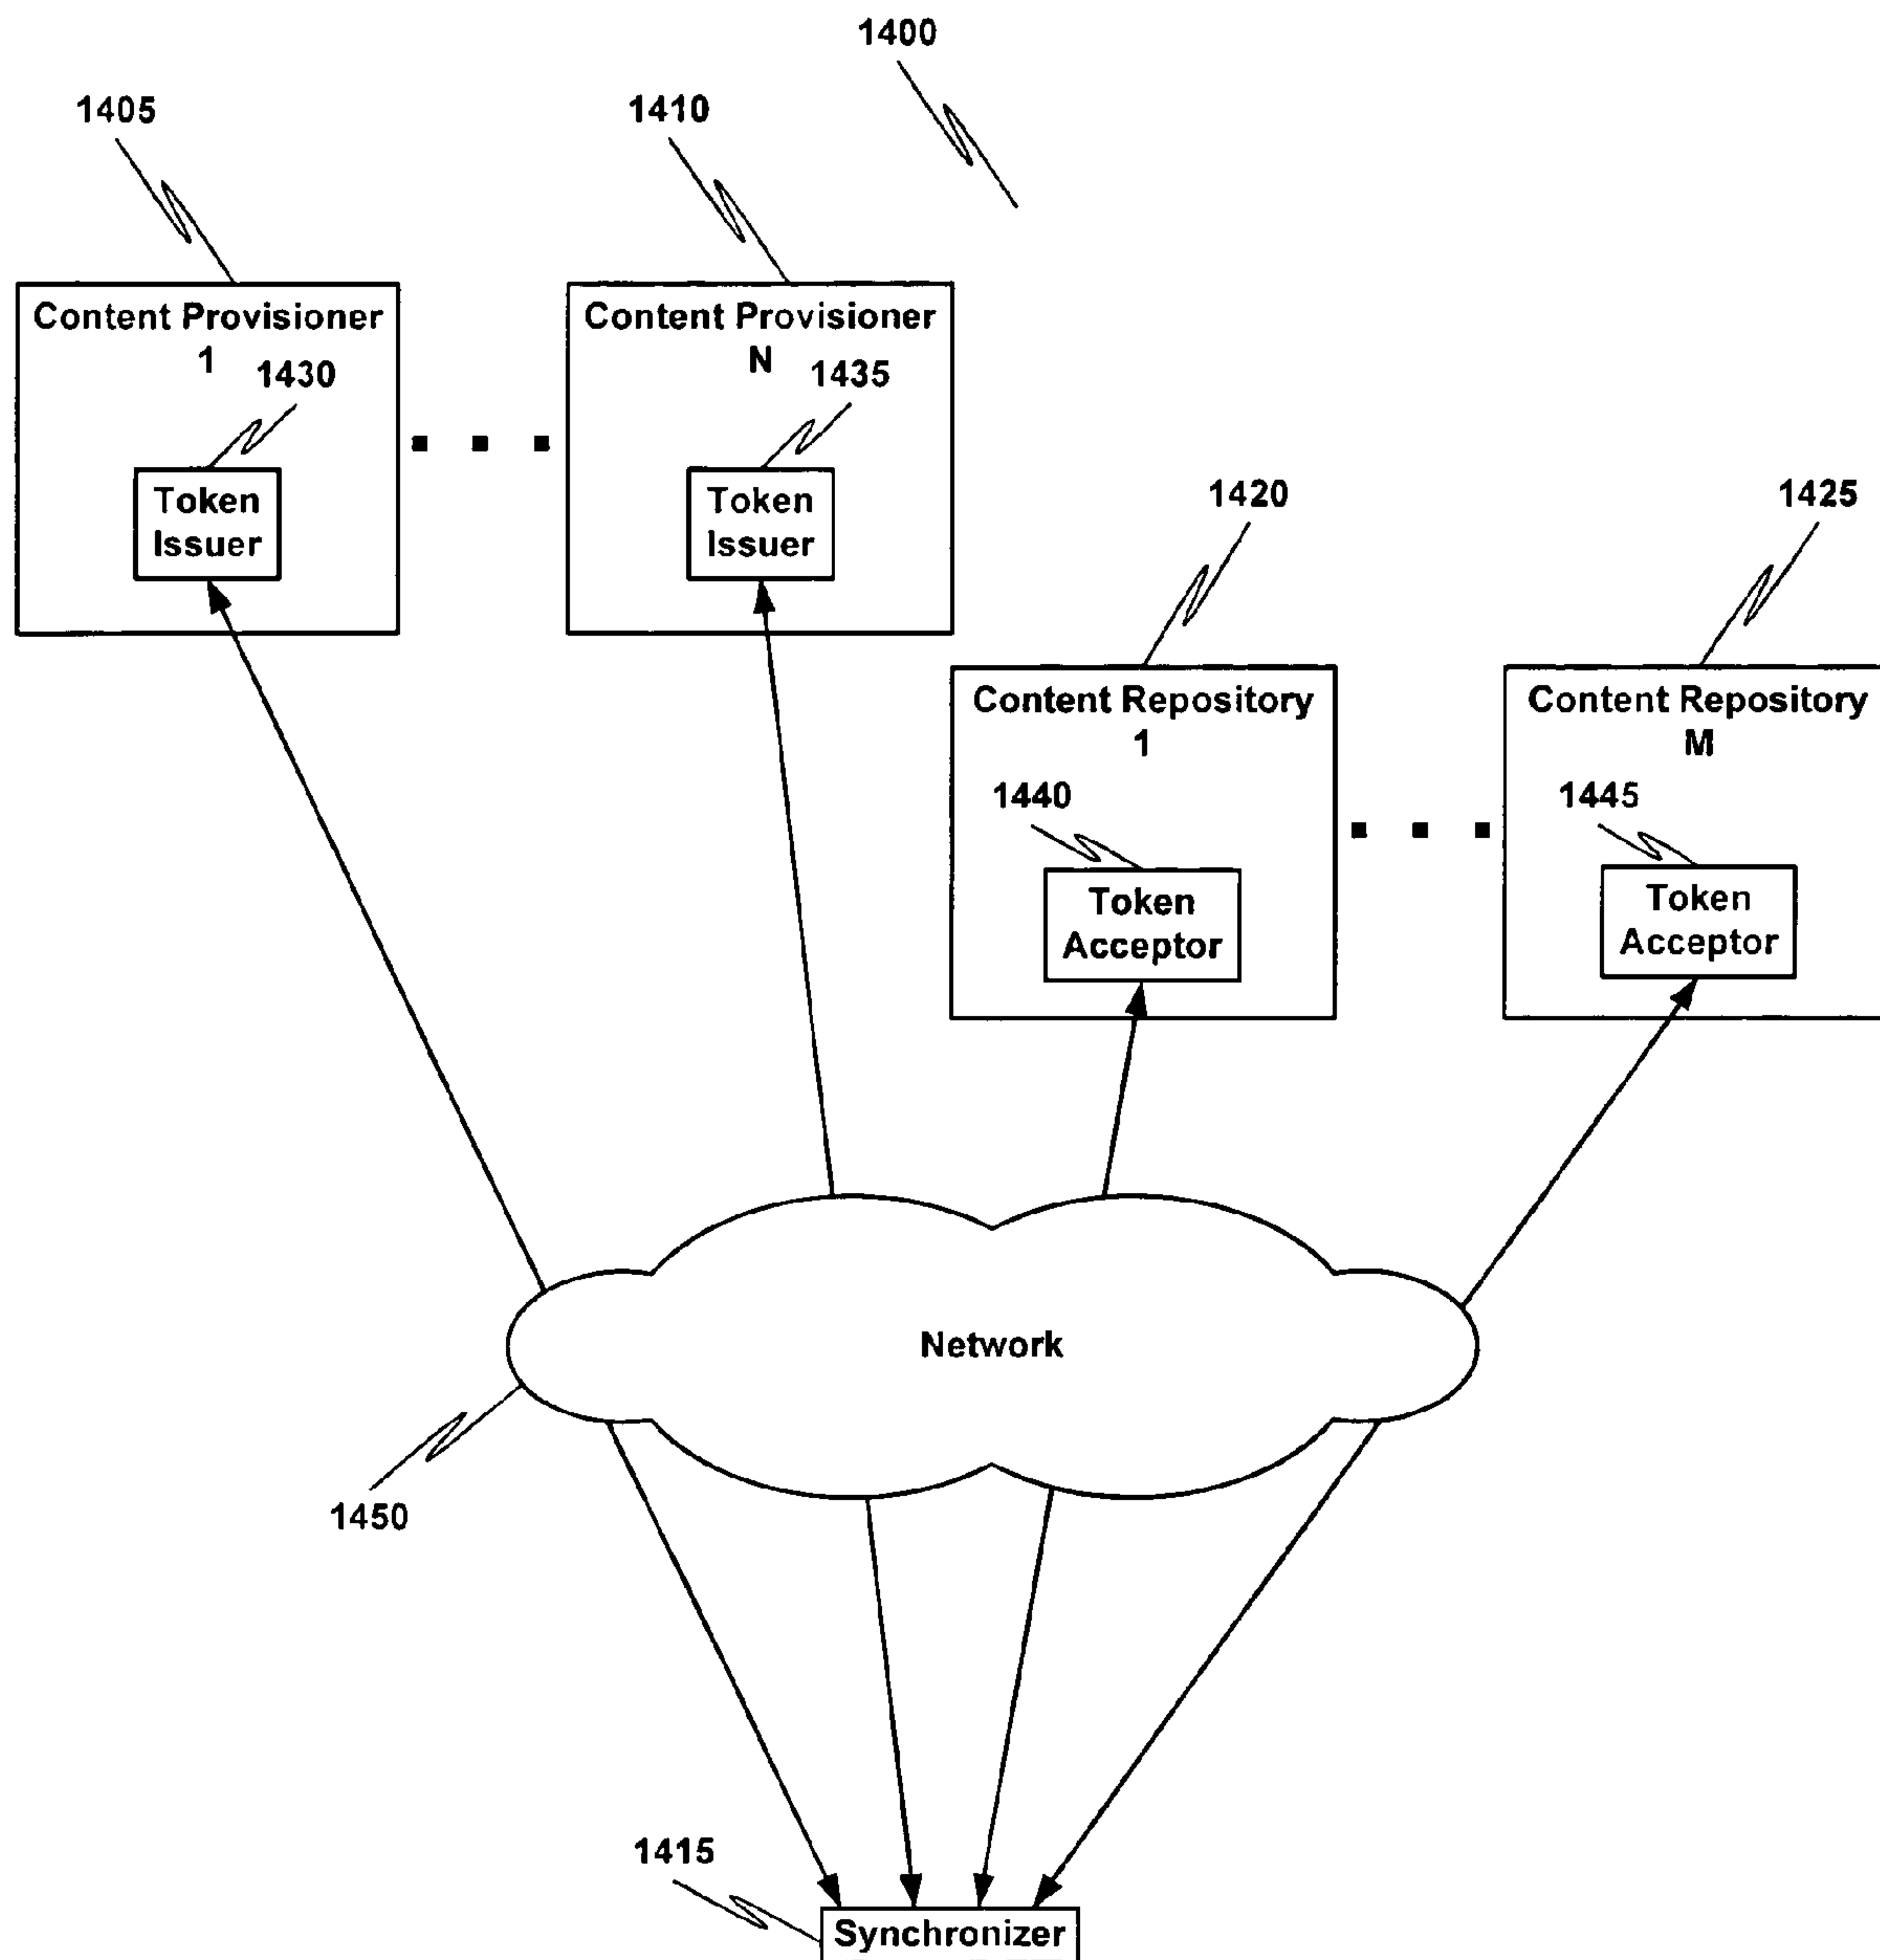 1400
1405
1410
Content Provisioner
1
1430
Token
Issuer
Content Provisioner
N
1435
Token
Issuer
1420
1425
Content Repository
1
1440
Token
Acceptor
Content Repository
M
1445
Token
Acceptor
Network
1450
1415
Synchronizer